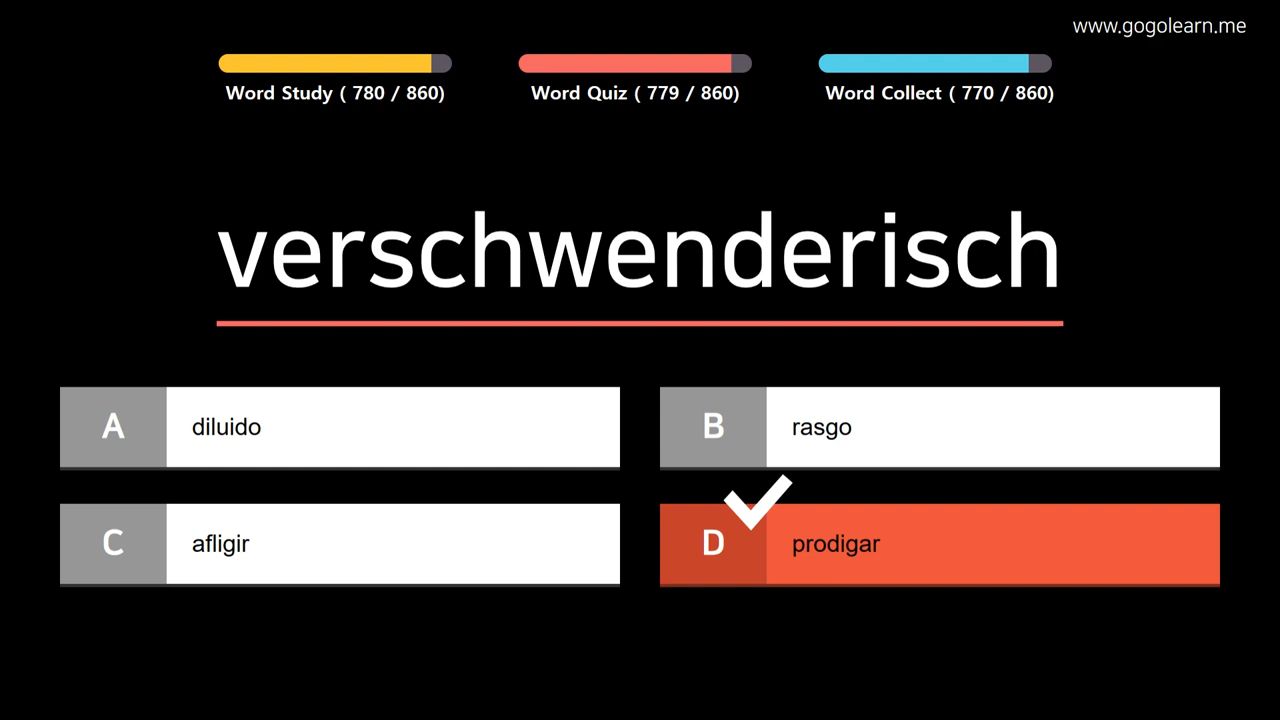 www.gogolearn.me
Word Study ( 780 / 860)
Word Quiz ( 779 / 860)
Word Collect ( 770 / 860)
verschwenderisch
A diluido
B rasgo
C afligir
D prodigar